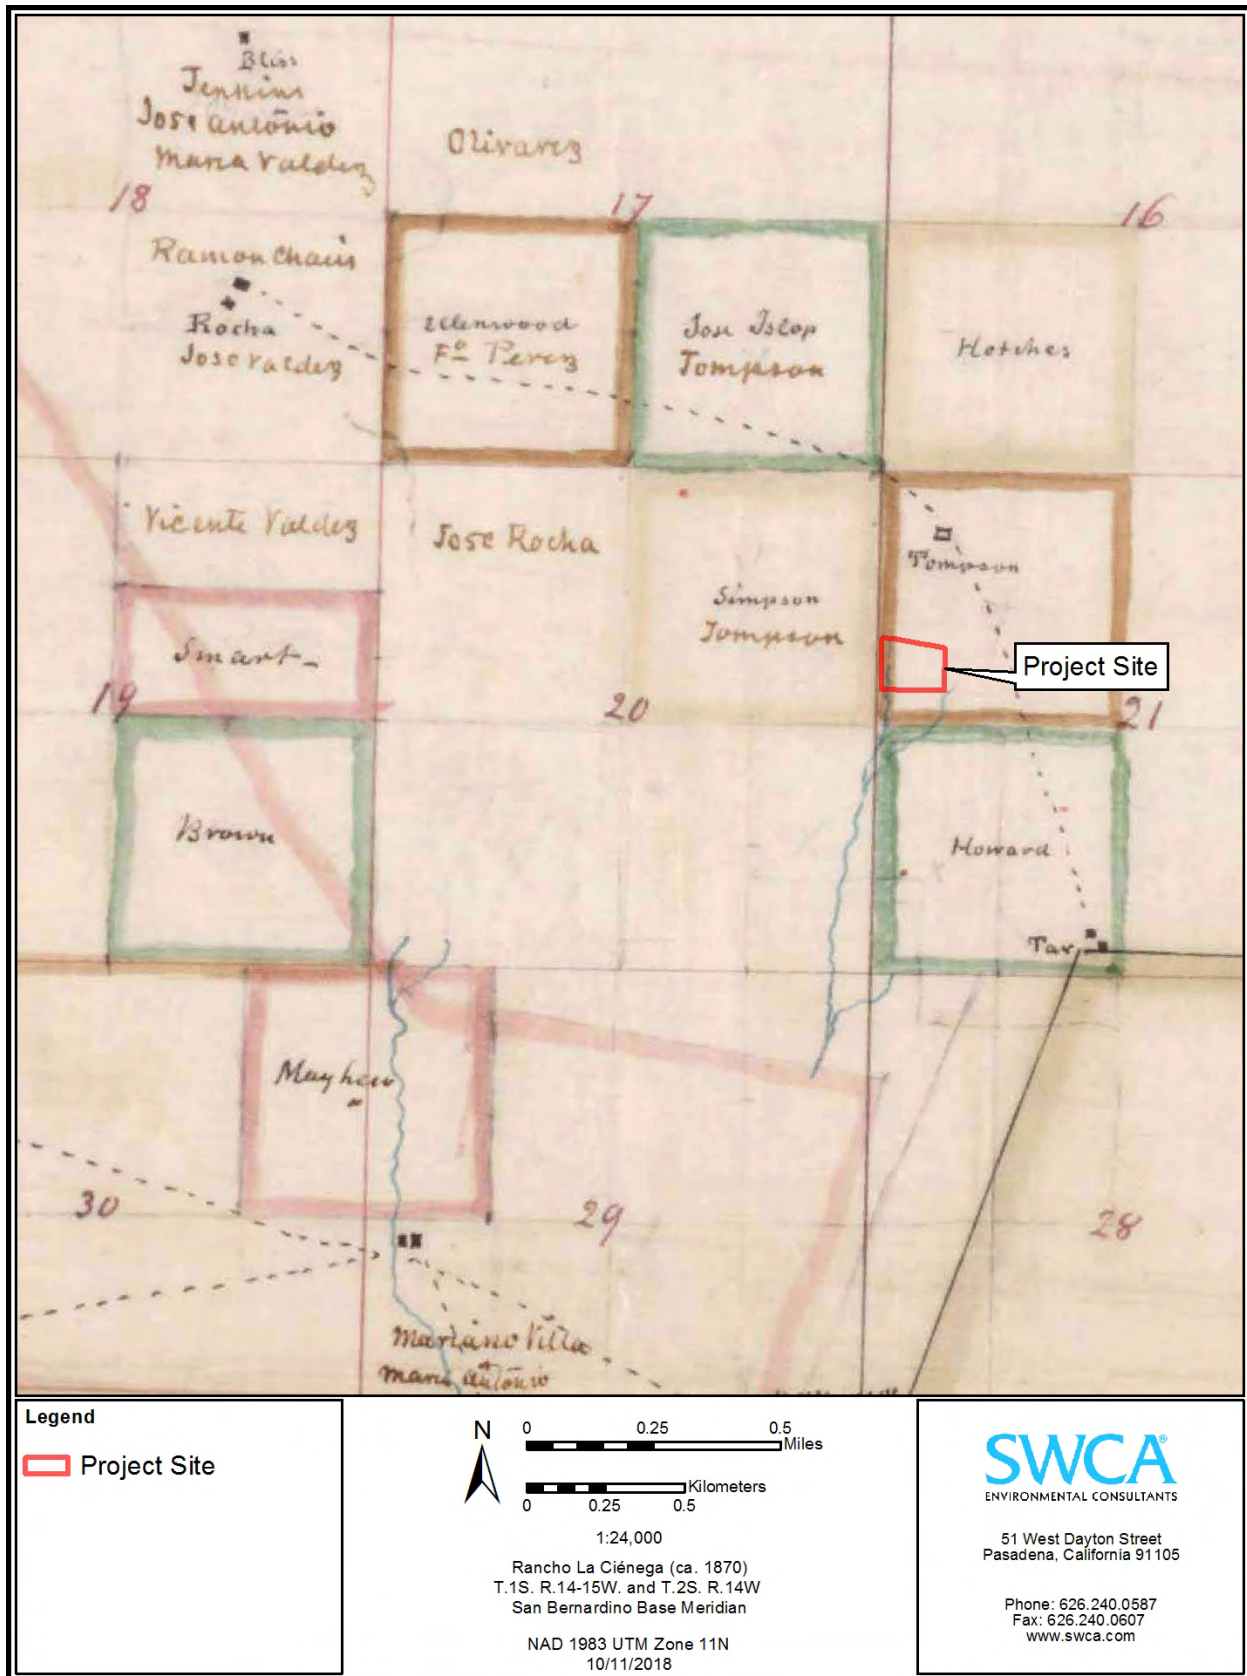 Bliss
Jenkins
Jose Antonio
Maria Valdez
Olivarez
18
17
16
Ramon Chavis
Rocha
Jose Valdez
Fo Perez
Jose Islop
Tompson
Hotches
Vicente Valdez
Jose Rocha
Simpson
Tompson
Tompson
Project Site
Smart
19
20
21
Brown
Howard
Tar
Mayhew
30
29
28
Mariano Villa
Maria Antonio
Legend
Project Site
N
0 0.25 0.5
Miles
Kilometers
0 0.25 0.5
1:24,000
Rancho La Ciénega (ca. 1870)
T.1S. R.14-15W. and T.2S. R.14W
San Bernardino Base Meridian
NAD 1983 UTM Zone 11N
10/11/2018
SWCA®
ENVIRONMENTAL CONSULTANTS
51 West Dayton Street
Pasadena, California 91105
Phone: 626.240.0587
Fax: 626.240.0607
www.swca.com